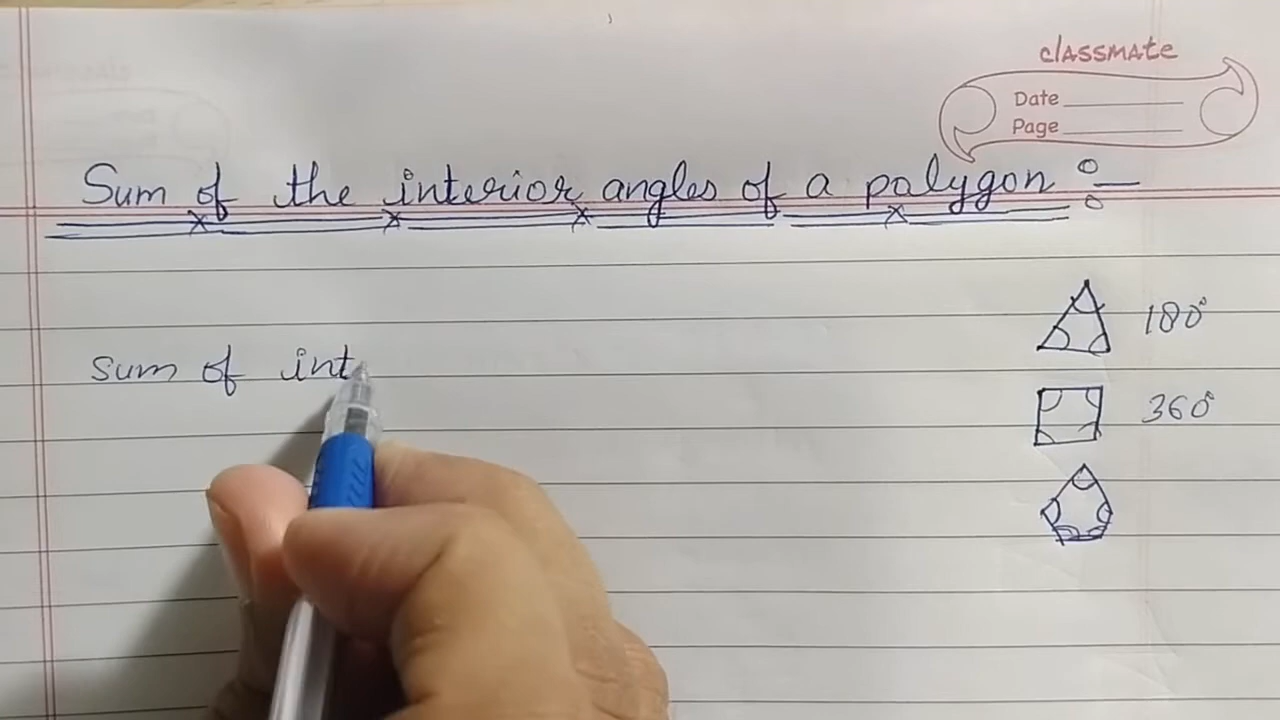 classmate
Date
Page
Sum of the interior angles of a polygon :-
180°
sum of int
360°